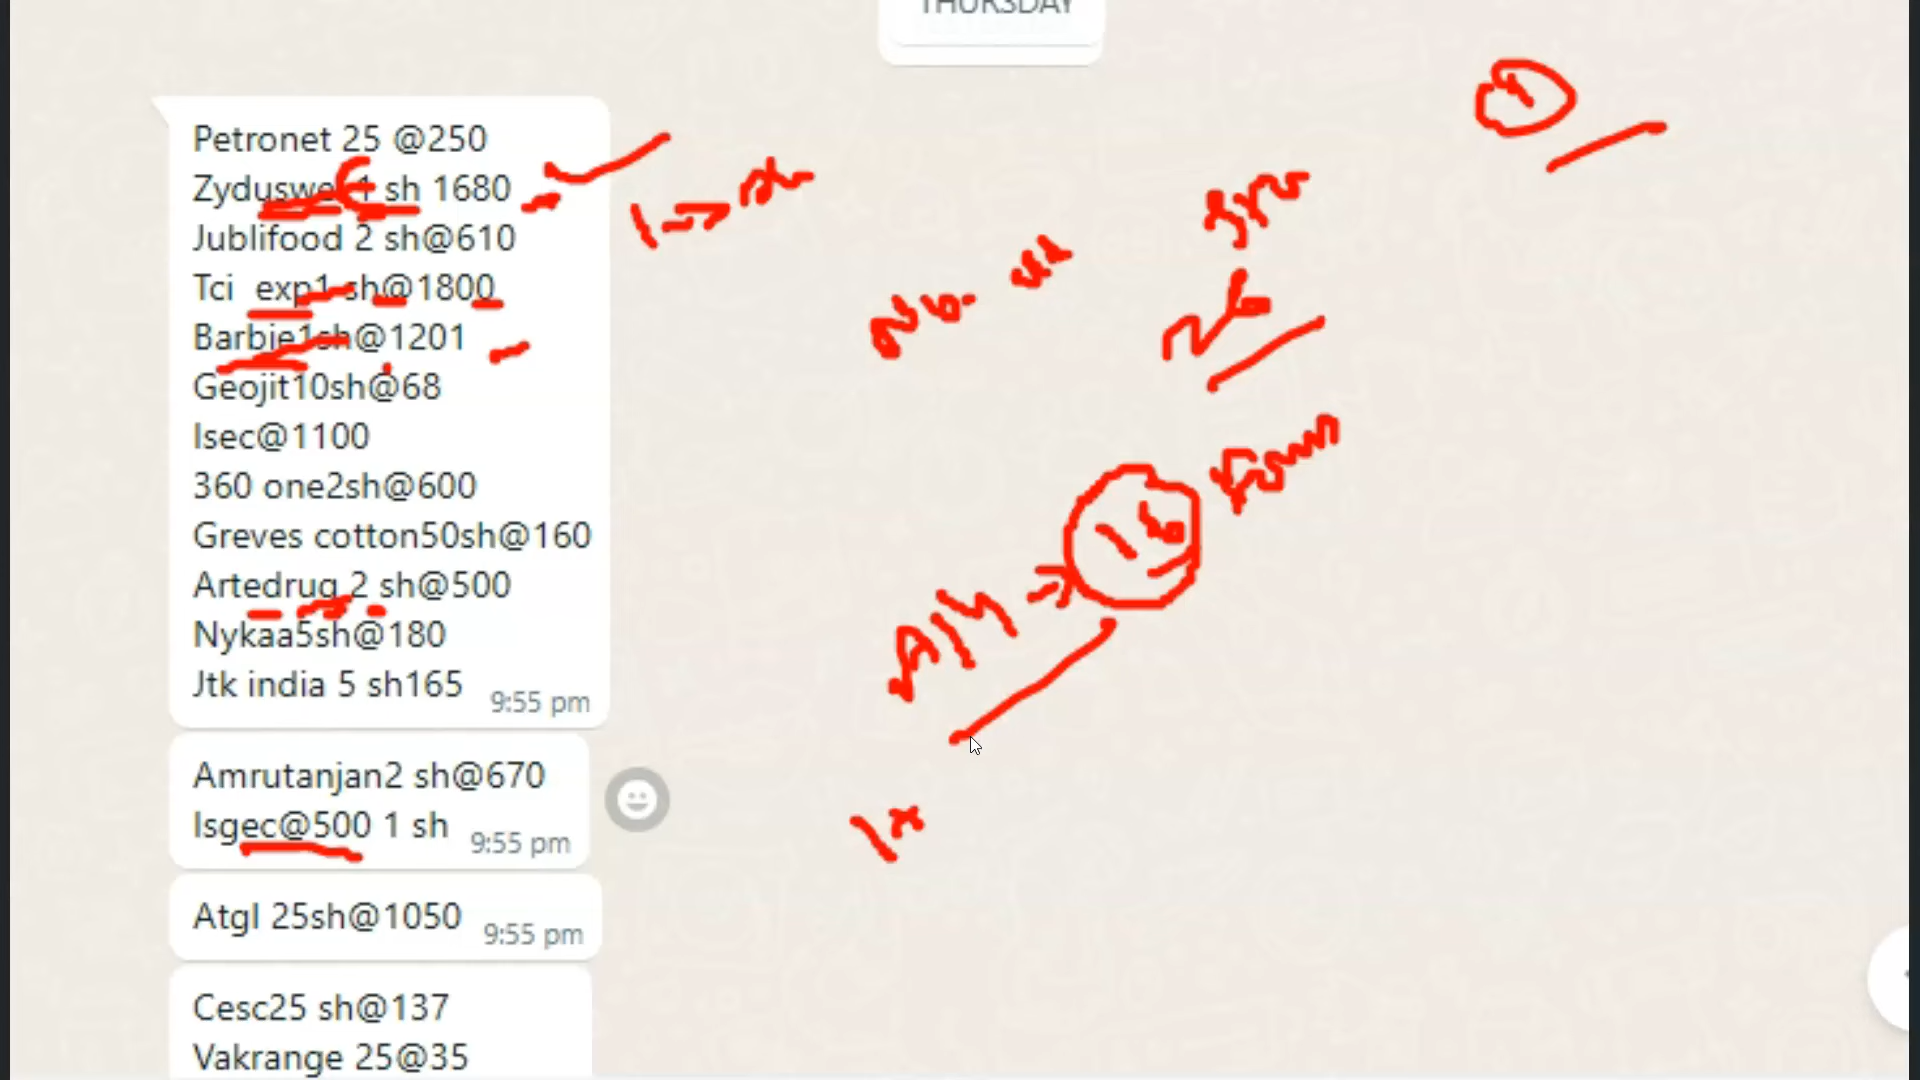 THURSDAY
Petronet 25 @250
Zyduswe 1 sh 1680
Jublifood 2 sh@610
Tci exp1 sh@1800
Barbie1sh@1201
Geojit10sh@68
Isec@1100
360 one2sh@600
Greves cotton50sh@160
Artedrug 2 sh@500
Nykaa5sh@180
Jtk india 5 sh165
9:55 pm
Amrutanjan2 sh@670
Isgec@500 1 sh
9:55 pm
Atgl 25sh@1050
9:55 pm
Cesc25 sh@137
Vakrange 25@35